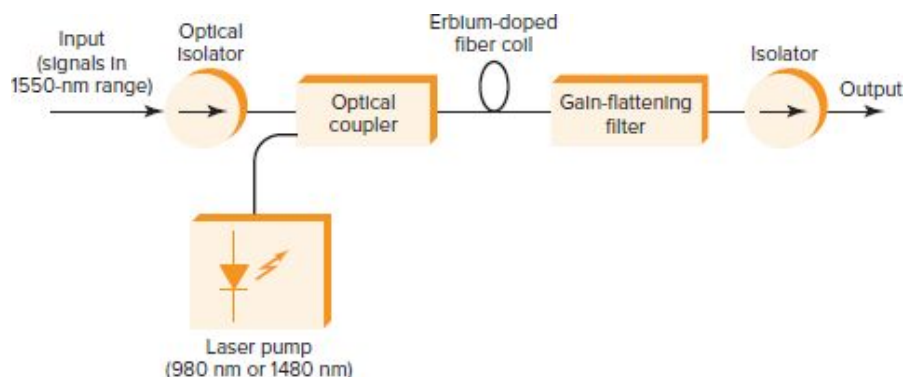 Input
(signals in
1550-nm range)
Optical
isolator
Optical
coupler
Erbium-doped
fiber coil
Gain-flattening
filter
Isolator
Output
Laser pump
(980 nm or 1480 nm)